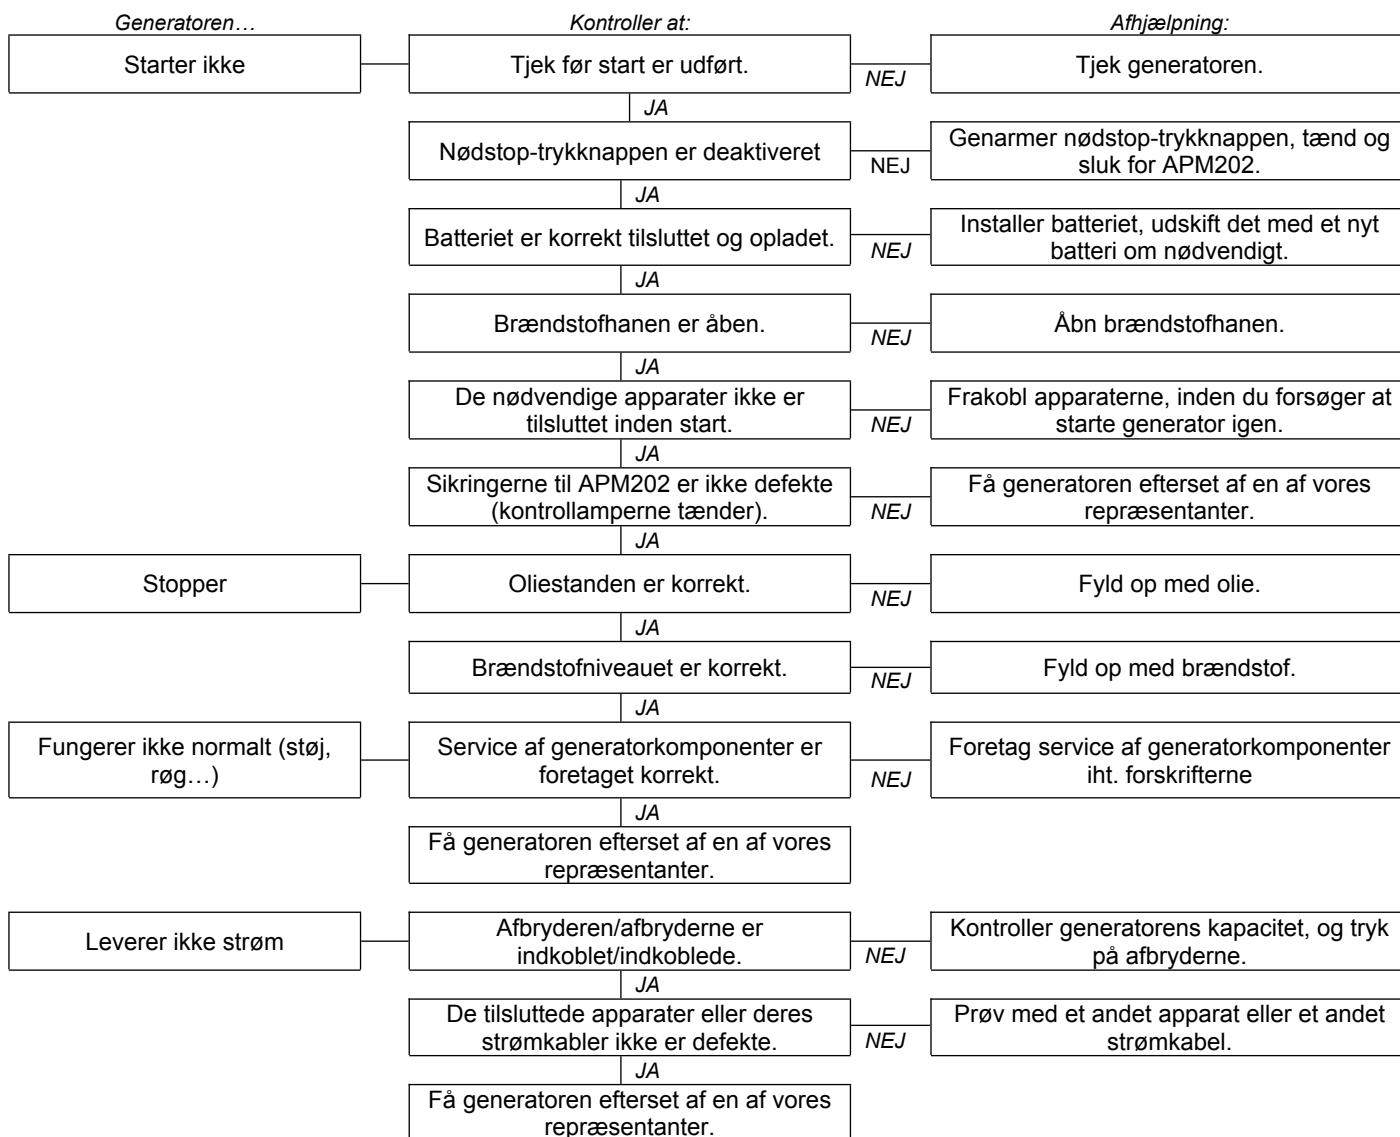 Generatoren…
Kontroller at:
Afhjælpning:
Starter ikke
Tjek før start er udført.
NEJ
Tjek generatoren.
JA
Nødstop-trykknappen er deaktiveret
NEJ
Genarmer nødstop-trykknappen, tænd og
sluk for APM202.
JA
Batteriet er korrekt tilsluttet og opladet.
NEJ
Installer batteriet, udskift det med et nyt
batteri om nødvendigt.
JA
Brændstofhanen er åben.
NEJ
Åbn brændstofhanen.
JA
De nødvendige apparater ikke er
tilsluttet inden start.
NEJ
Frakobl apparaterne, inden du forsøger at
starte generator igen.
JA
Sikringerne til APM202 er ikke defekte
(kontrollamperne tænder).
NEJ
Få generatoren efterset af en af vores
repræsentanter.
JA
Stopper
Oliestanden er korrekt.
NEJ
Fyld op med olie.
JA
Brændstofniveauet er korrekt.
NEJ
Fyld op med brændstof.
JA
Fungerer ikke normalt (støj,
røg…)
Service af generatorkomponenter er
foretaget korrekt.
NEJ
Foretag service af generatorkomponenter
iht. forskrifterne
JA
Få generatoren efterset af en af vores
repræsentanter.
Leverer ikke strøm
Afbryderen/afbryderne er
indkoblet/indkoblede.
NEJ
Kontroller generatorens kapacitet, og tryk
på afbryderne.
JA
De tilsluttede apparater eller deres
strømkabler ikke er defekte.
NEJ
Prøv med et andet apparat eller et andet
strømkabel.
JA
Få generatoren efterset af en af vores
repræsentanter.